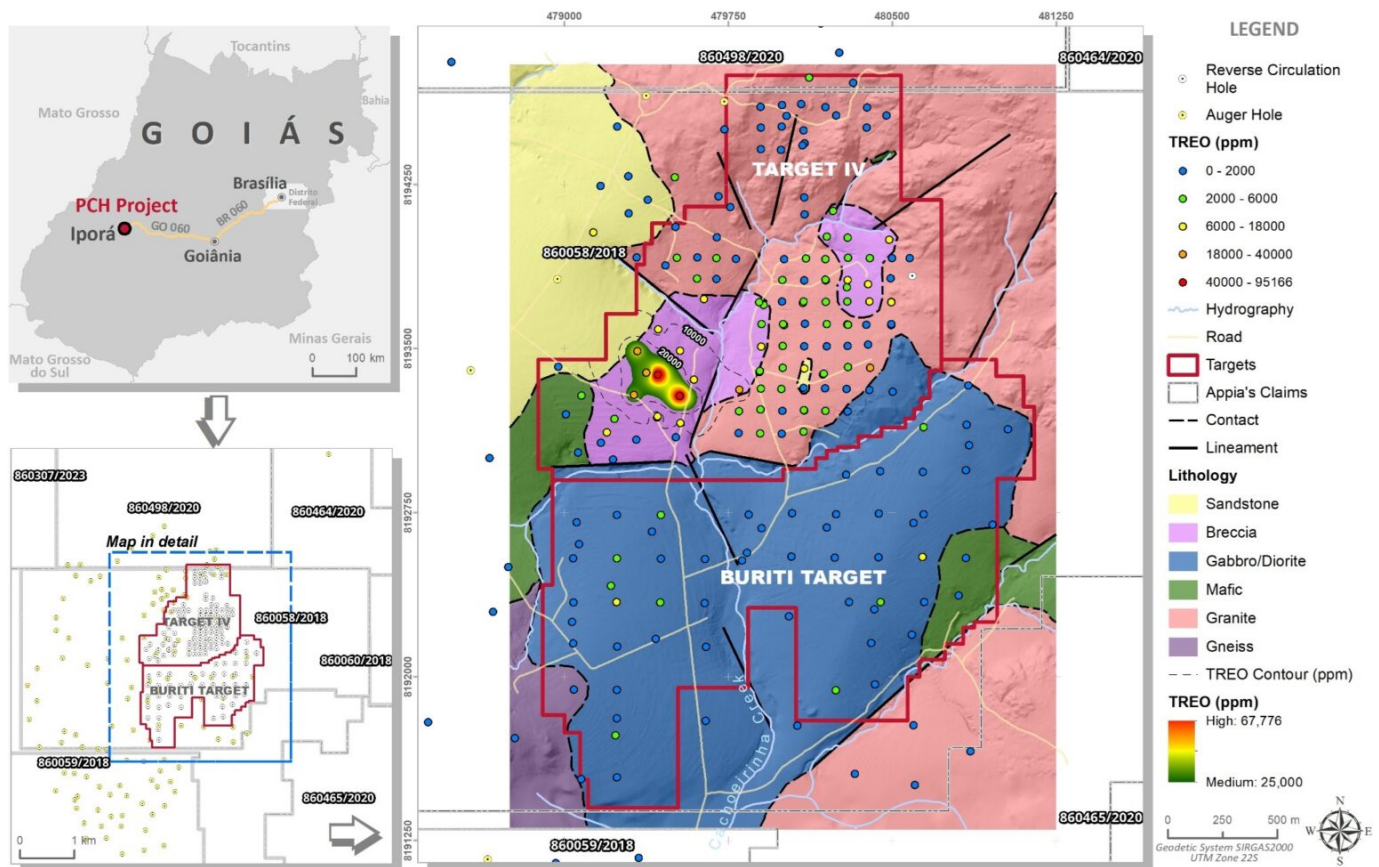 Tocantins
Mato Grosso
Bahia
GOIÁS
Brasília
Distrito
Federal
PCH Project
Iporá
GO 060
BR 060
Goiânia
Minas Gerais
Mato Grosso
do Sul
0 100 km
860307/2023
860498/2020
860464/2020
Map in detail
860058/2018
TARGET IV
860060/2018
BURITI TARGET
860059/2018
860465/2020
0 1 km
479000 479750 480500 481250
860498/2020
860464/2020
TARGET IV
8194250
860058/2018
10000
20000
8193500
8192750
BURITI TARGET
8192000
Cachoeirinha Creek
8191250
860465/2020
860059/2018
LEGEND
Reverse Circulation
Hole
Auger Hole
TREO (ppm)
0 - 2000
2000 - 6000
6000 - 18000
18000 - 40000
40000 - 95166
Hydrography
Road
Targets
Appia's Claims
Contact
Lineament
Lithology
Sandstone
Breccia
Gabbro/Diorite
Mafic
Granite
Gneiss
TREO Contour (ppm)
TREO (ppm)
High: 67,776
Medium: 25,000
0 250 500 m
Geodetic System SIRGAS2000
UTM Zone 22S
N
W E
S